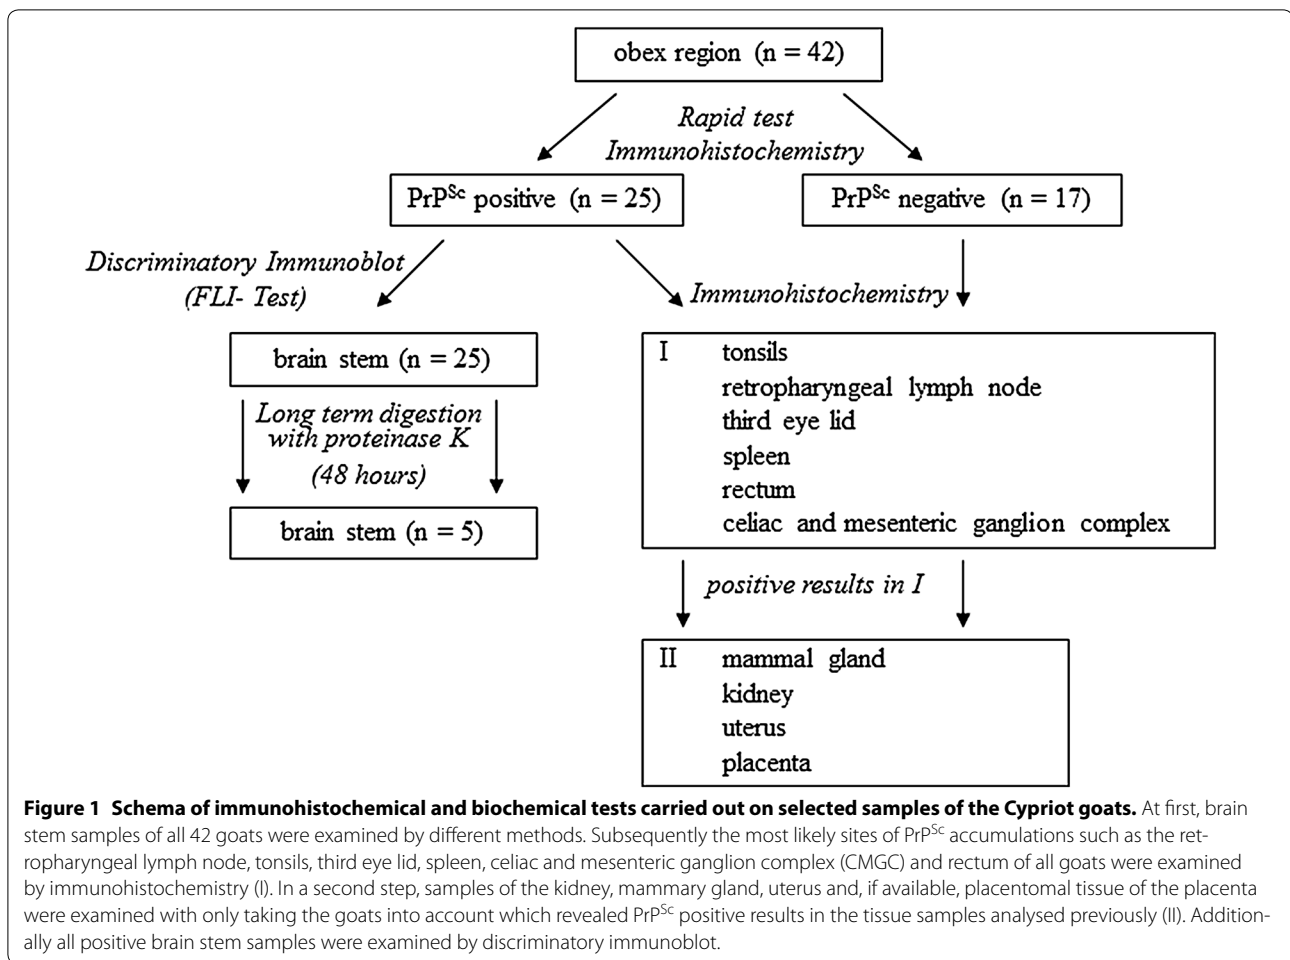 obex region (n = 42)
Rapid test
Immunohistochemistry
PrPSc positive (n = 25)
PrPSc negative (n = 17)
Discriminatory Immunoblot
(FLI- Test)
Immunohistochemistry
brain stem (n = 25)
Long term digestion
with proteinase K
(48 hours)
brain stem (n = 5)
I tonsils
retropharyngeal lymph node
third eye lid
spleen
rectum
celiac and mesenteric ganglion complex
positive results in I
II mammal gland
kidney
uterus
placenta
Figure 1 Schema of immunohistochemical and biochemical tests carried out on selected samples of the Cypriot goats. At first, brain
stem samples of all 42 goats were examined by different methods. Subsequently the most likely sites of PrPSc accumulations such as the ret-
ropharyngeal lymph node, tonsils, third eye lid, spleen, celiac and mesenteric ganglion complex (CMGC) and rectum of all goats were examined
by immunohistochemistry (I). In a second step, samples of the kidney, mammary gland, uterus and, if available, placentomal tissue of the placenta
were examined with only taking the goats into account which revealed PrPSc positive results in the tissue samples analysed previously (II). Addition-
ally all positive brain stem samples were examined by discriminatory immunoblot.